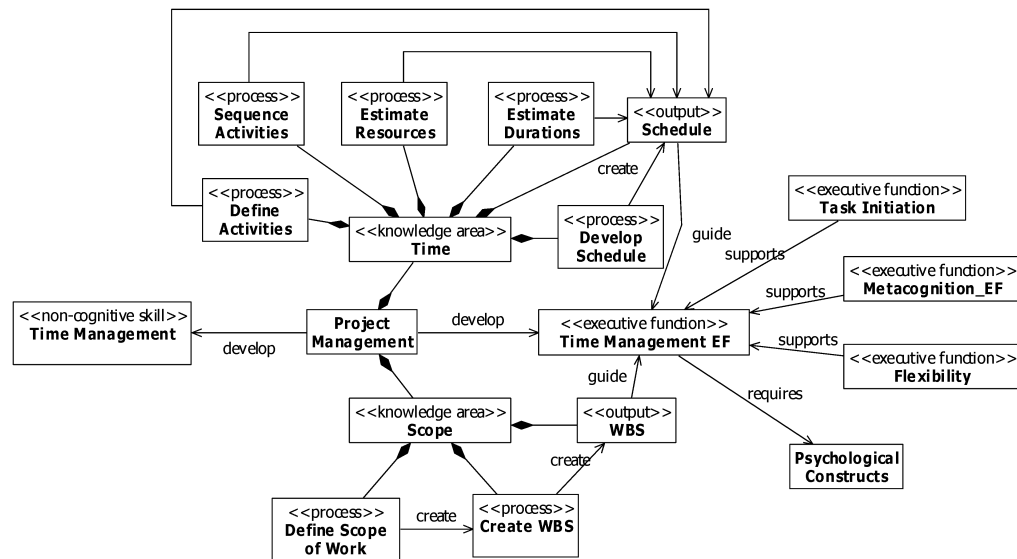 <<process>>
Sequence
Activities
<<process>>
Estimate
Resources
<<process>>
Estimate
Durations
<<output>>
Schedule
create
<<process>>
Define
Activities
<<knowledge area>>
Time
<<process>>
Develop
Schedule
<<executive function>>
Task Initiation
guide
supports
<<executive function>>
Metacognition_EF
supports
<<non-cognitive skill>>
Time Management
develop
Project
Management
develop
<<executive function>>
Time Management EF
supports
<<executive function>>
Flexibility
guide
requires
<<knowledge area>>
Scope
<<output>>
WBS
create
Psychological
Constructs
<<process>>
Define Scope
of Work
create
<<process>>
Create WBS